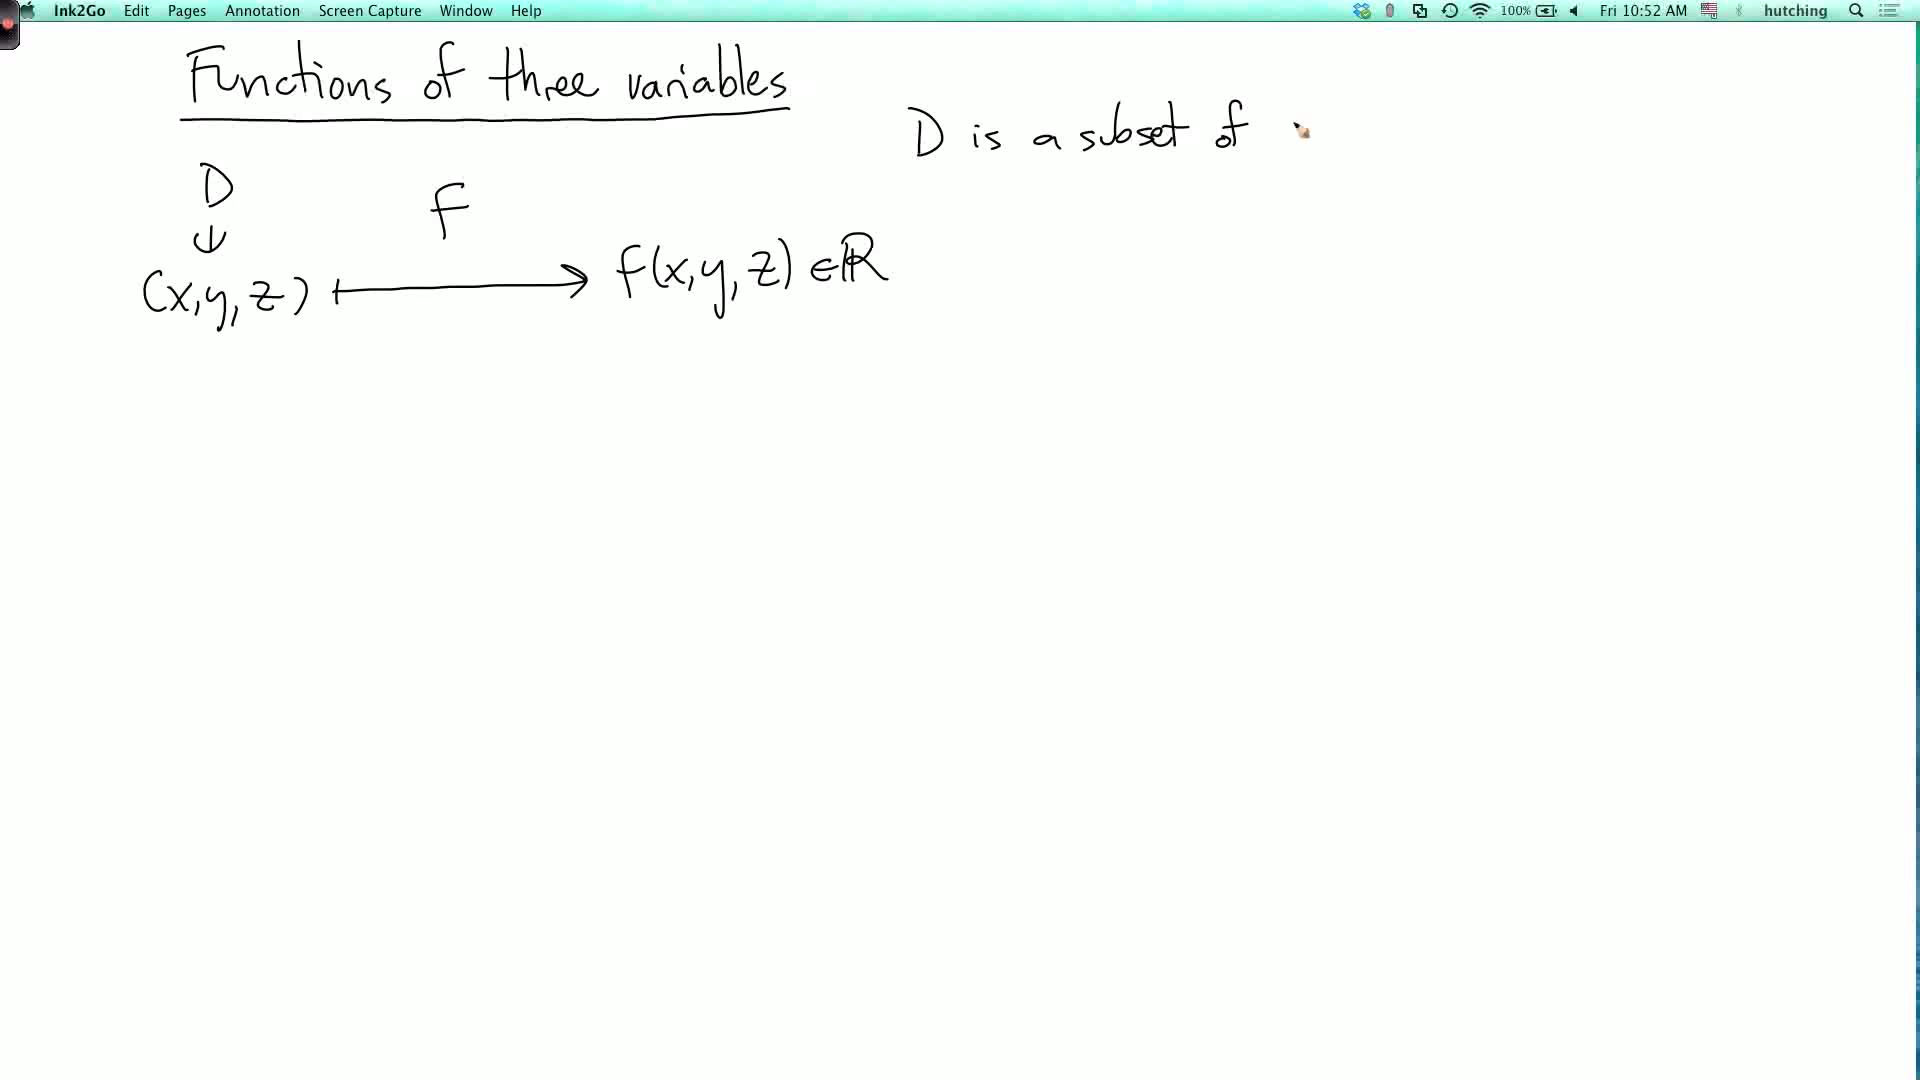 Ink2Go Edit Pages Annotation Screen Capture Window Help 100% Fri 10:52 AM hutching
Functions of three variables
D is a subset of
D
↓ f
(x,y,z) ↦ f(x,y,z) ∈ ℝ